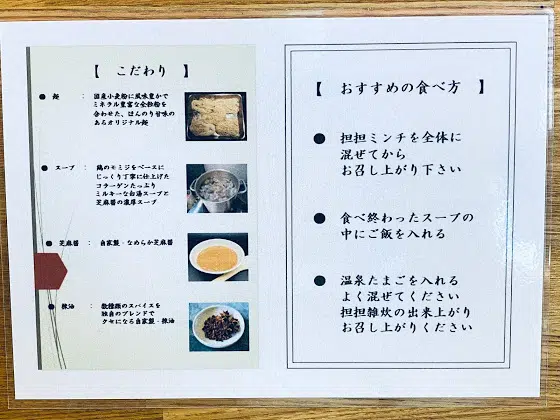 【 こだわり 】
● 麺 ： 国産小麦粉に風味豊かで
ミネラル豊富な全粒粉を
合わせた、ほんのり甘味の
あるオリジナル麺
● スープ ： 鶏のモミジをベースに
じっくり丁寧に仕上げた
コラーゲンたっぷり
ミルキーな白湯スープと
芝麻醤の濃厚スープ
● 芝麻醤 ： 自家製・なめらか芝麻醤
● 辣油 ： 数種類のスパイスを
独自のブレンドで
クセになる自家製・辣油
【 おすすめの食べ方 】
● 担担ミンチを全体に
混ぜてから
お召し上がり下さい
● 食べ終わったスープの
中にご飯を入れる
● 温泉たまごを入れる
よく混ぜてください
担担雑炊の出来上がり
お召し上がりください